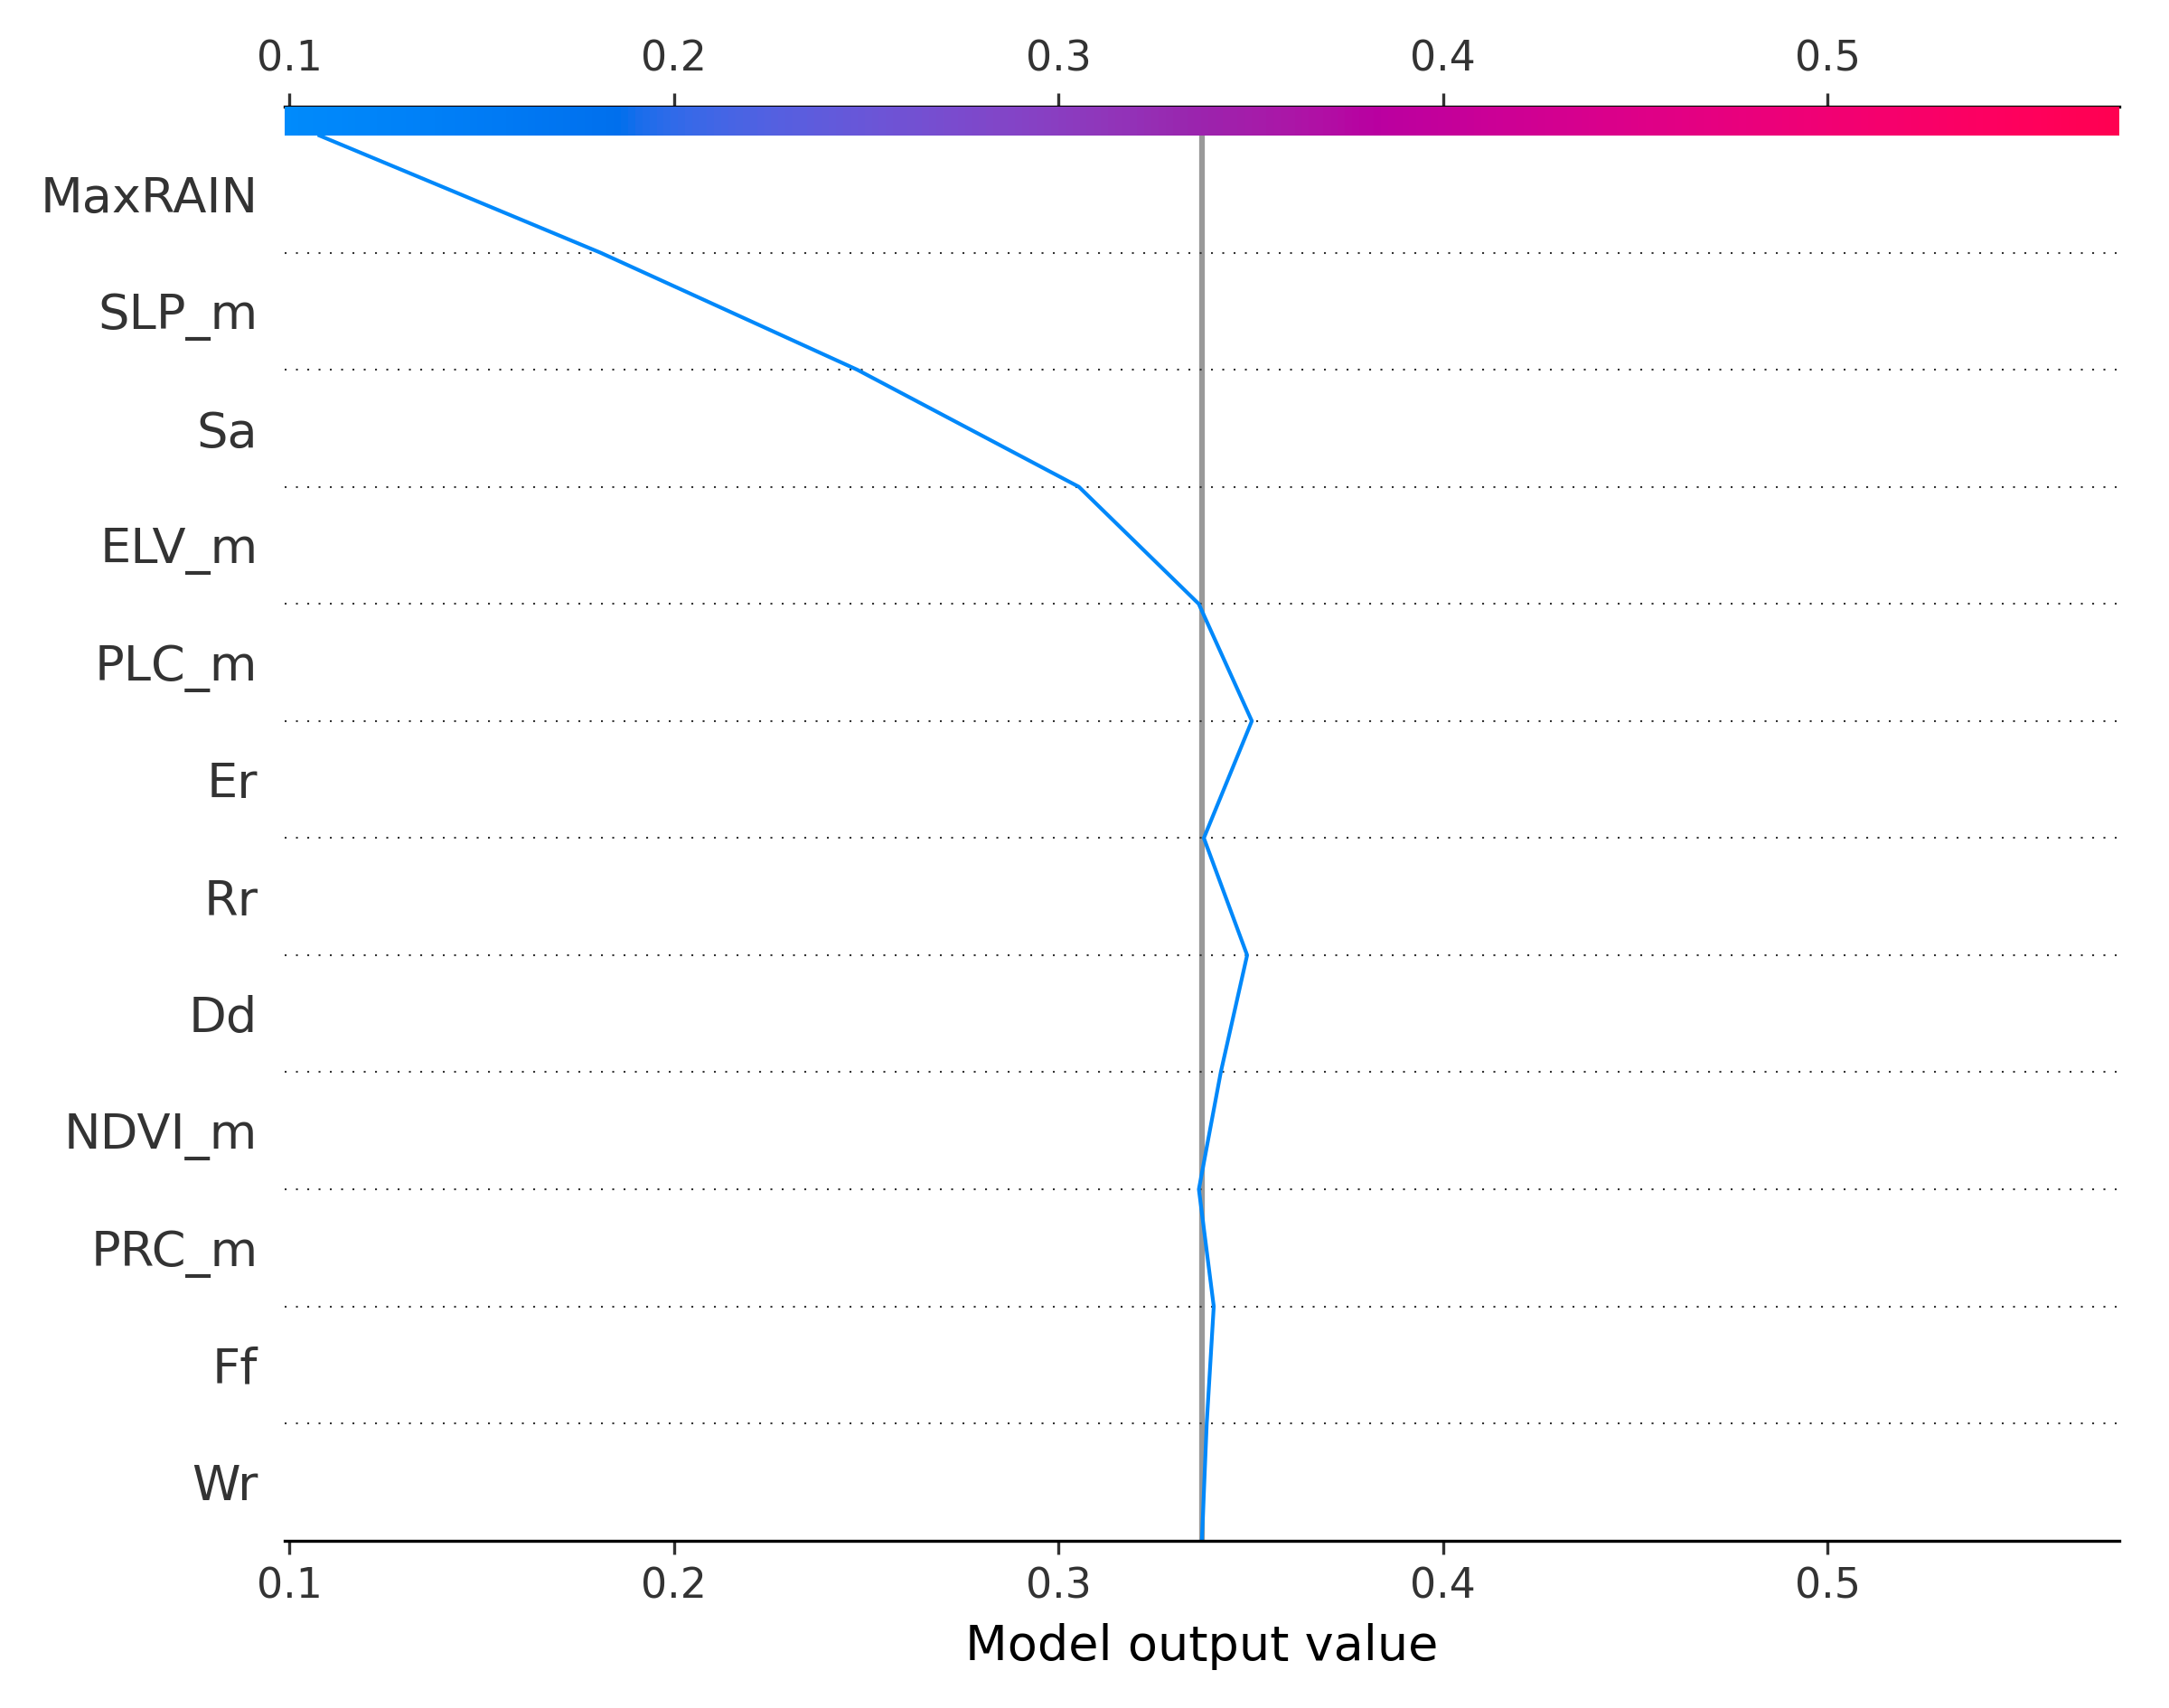 0.1 0.2 0.3 0.4 0.5
MaxRAIN
SLP_m
Sa
ELV_m
PLC_m
Er
Rr
Dd
NDVI_m
PRC_m
Ff
Wr
0.1 0.2 0.3 0.4 0.5
Model output value